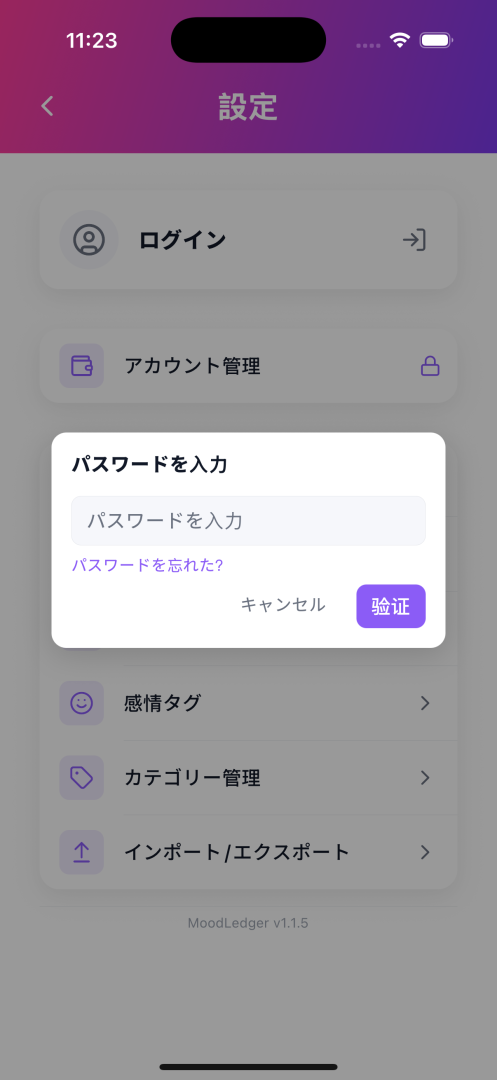 11:23
設定
ログイン
アカウント管理
パスワードを入力
パスワードを入力
パスワードを忘れた?
キャンセル
验证
感情タグ
カテゴリー管理
インポート/エクスポート
MoodLedger v1.1.5